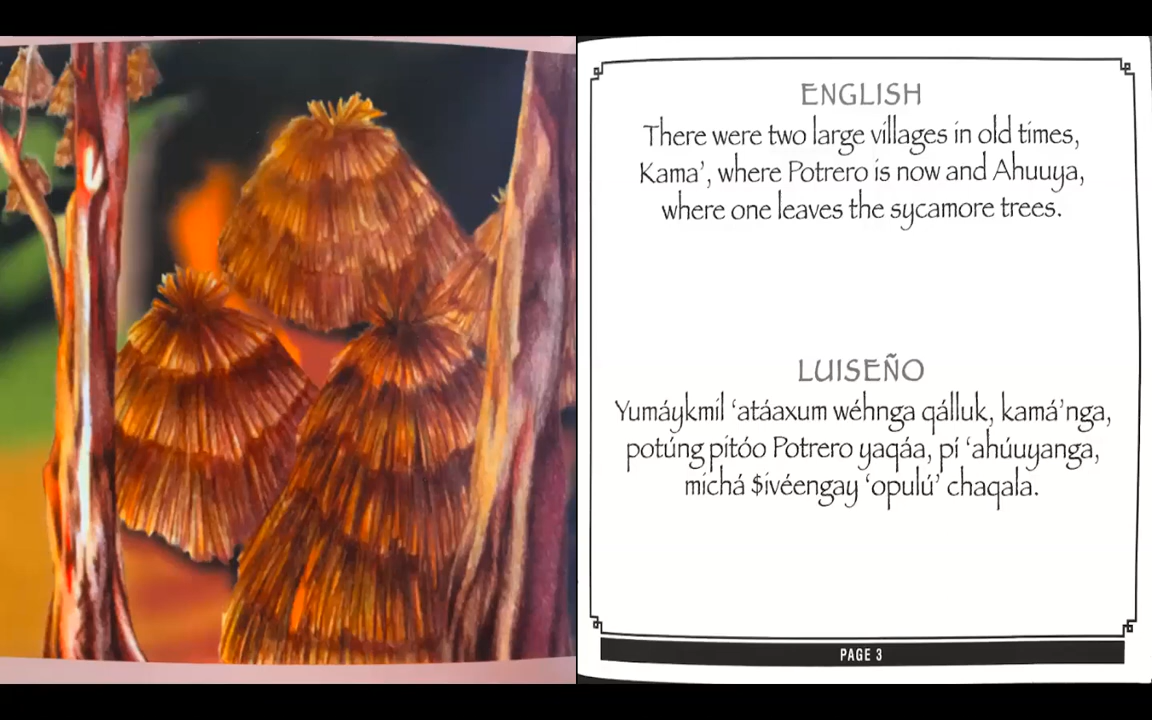 ENGLISH
There were two large villages in old times,
Kama’, where Potrero is now and Ahuuya,
where one leaves the sycamore trees.
LUISEÑO
Yumáykmil ‘atáaxum wéhnga qálluk, kamá’nga,
potúng pitóo Potrero yaqáa, pí ‘ahúuyanga,
michá $ivéengay ‘opulú’ chaqala.
PAGE 3